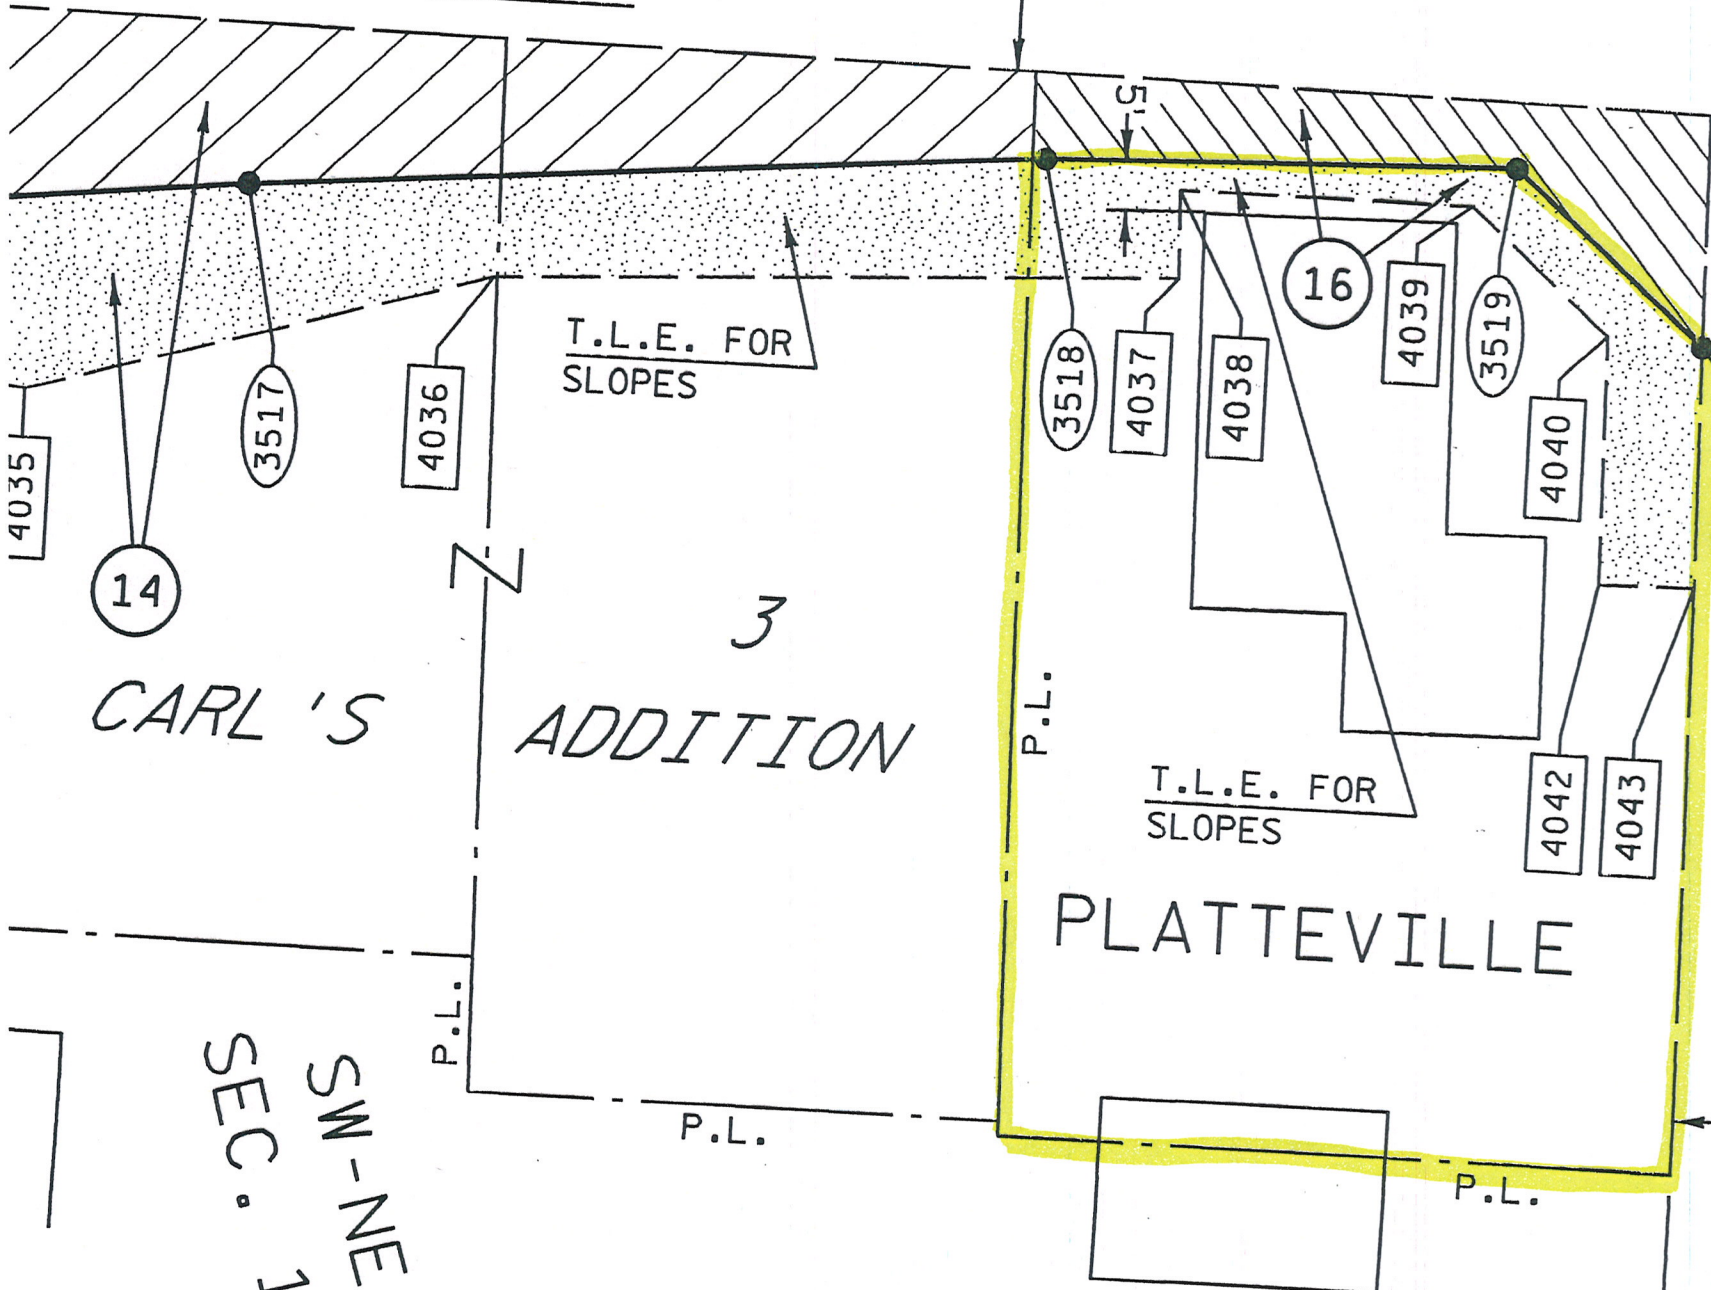 5'
16
14
T.L.E. FOR
SLOPES
4035
3517
4036
3518
4037
4038
4039
3519
4040
3
CARL'S ADDITION
P.L.
T.L.E. FOR
SLOPES
4042
4043
PLATTEVILLE
P.L.
P.L.
P.L.
SW-NE
SEC. 1